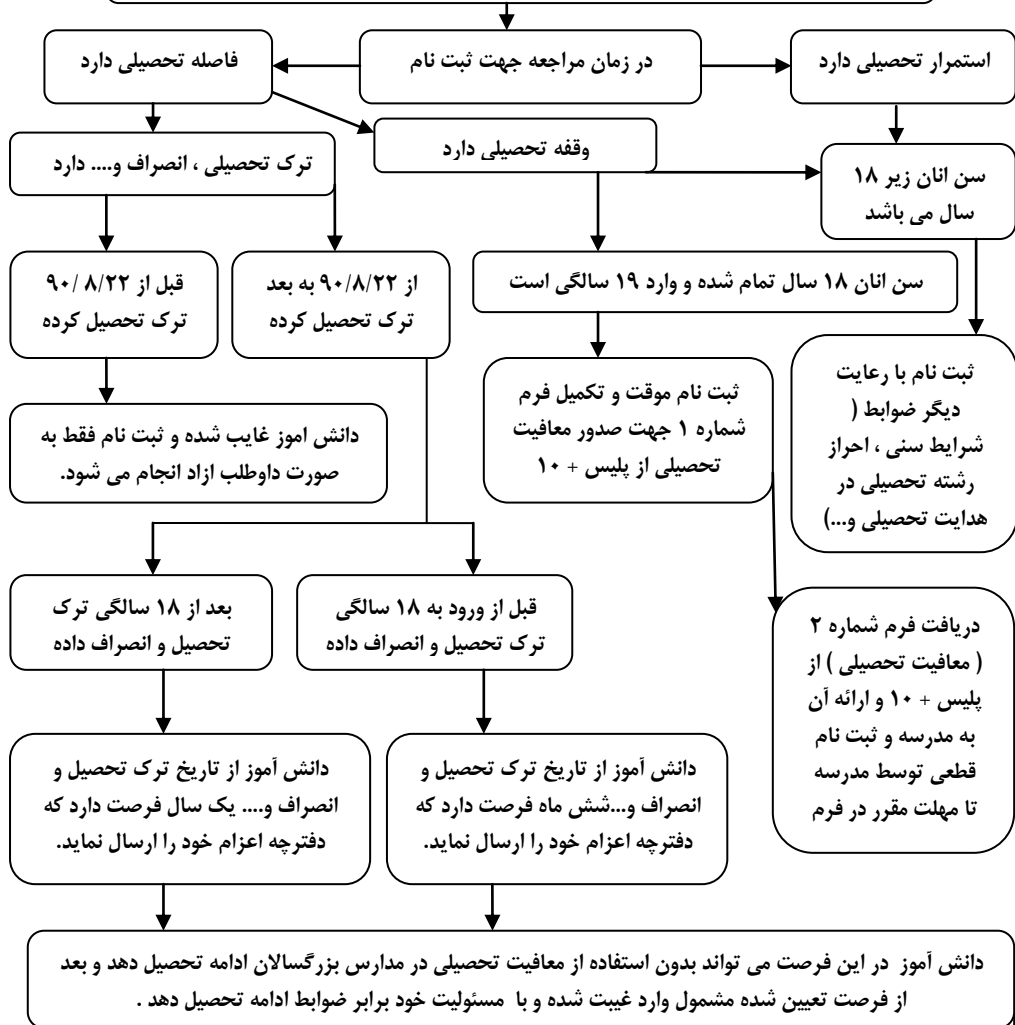 استمرار تحصیلی دارد
در زمان مراجعه جهت ثبت نام
فاصله تحصیلی دارد
وقفه تحصیلی دارد
ترک تحصیلی ، انصراف و.... دارد
سن انان زیر ۱۸
سال می باشد
سن انان ۱۸ سال تمام شده و وارد ۱۹ سالگی است
از ۹۰/۸/۲۲ به بعد
ترک تحصیل کرده
قبل از ۸/۲۲ /۹۰
ترک تحصیل کرده
ثبت نام با رعایت
دیگر ضوابط (
شرایط سنی ، احراز
رشته تحصیلی در
هدایت تحصیلی و...)
ثبت نام موقت و تکمیل فرم
شماره ۱ جهت صدور معافیت
تحصیلی از پلیس + ۱۰
دانش اموز غایب شده و ثبت نام فقط به
صورت داوطلب ازاد انجام می شود.
دریافت فرم شماره ۲
( معافیت تحصیلی ) از
پلیس + ۱۰ و ارائه آن
به مدرسه و ثبت نام
قطعی توسط مدرسه
تا مهلت مقرر در فرم
قبل از ورود به ۱۸ سالگی
ترک تحصیل و انصراف داده
بعد از ۱۸ سالگی ترک
تحصیل و انصراف داده
دانش آموز از تاریخ ترک تحصیل و
انصراف و...شش ماه فرصت دارد که
دفترچه اعزام خود را ارسال نماید.
دانش آموز از تاریخ ترک تحصیل و
انصراف و.... یک سال فرصت دارد که
دفترچه اعزام خود را ارسال نماید.
دانش آموز در این فرصت می تواند بدون استفاده از معافیت تحصیلی در مدارس بزرگسالان ادامه تحصیل دهد و بعد
از فرصت تعیین شده مشمول وارد غیبت شده و با مسئولیت خود برابر ضوابط ادامه تحصیل دهد .